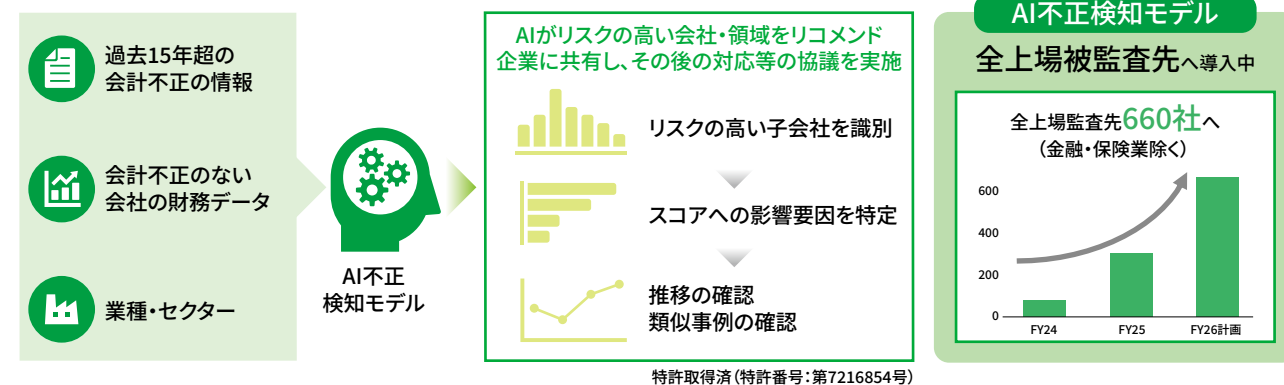 過去15年超の
会計不正の情報
会計不正のない
会社の財務データ
業種・セクター
AI不正
検知モデル
AIがリスクの高い会社・領域をリコメンド
企業に共有し、その後の対応等の協議を実施
リスクの高い子会社を識別
スコアへの影響要因を特定
推移の確認
類似事例の確認
特許取得済（特許番号：第7216854号）
AI不正検知モデル
全上場被監査先へ導入中
全上場監査先660社へ
（金融・保険業除く）
600
400
200
0
FY24 FY25 FY26計画